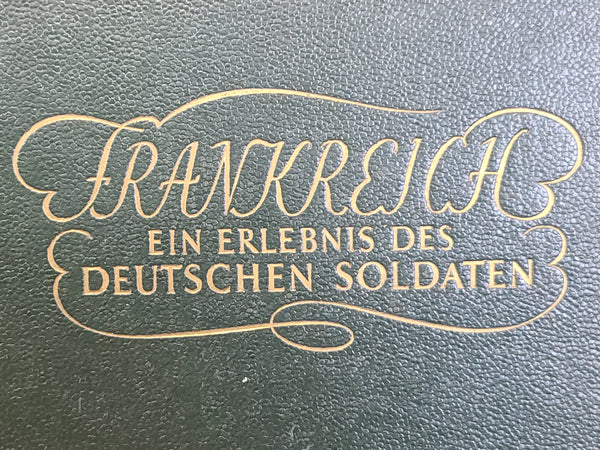 FRANKREICH
EIN ERLEBNIS DES
DEUTSCHEN SOLDATEN